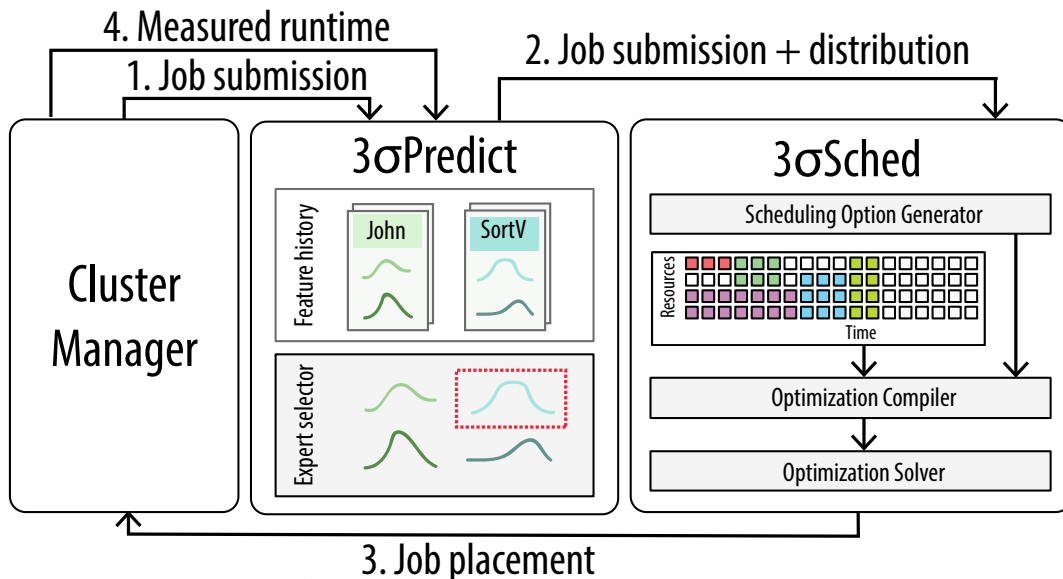 4. Measured runtime
1. Job submission
2. Job submission + distribution
Cluster
Manager
3σPredict
Feature history
John
SortV
Expert selector
3σSched
Scheduling Option Generator
Resources
Time
Optimization Compiler
Optimization Solver
3. Job placement